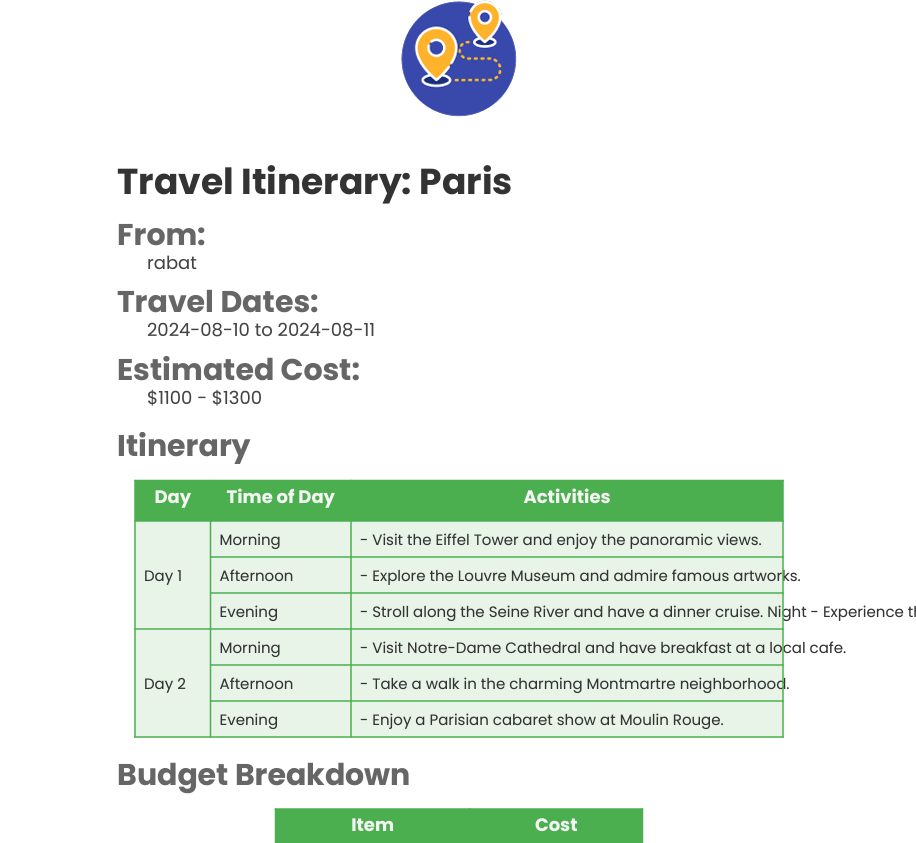 Travel Itinerary: Paris
From:
rabat
Travel Dates:
2024-08-10 to 2024-08-11
Estimated Cost:
$1100 - $1300
Itinerary
Day Time of Day Activities
Day 1
Morning - Visit the Eiffel Tower and enjoy the panoramic views.
Afternoon - Explore the Louvre Museum and admire famous artworks.
Evening - Stroll along the Seine River and have a dinner cruise. Night - Experience
Day 2
Morning - Visit Notre-Dame Cathedral and have breakfast at a local cafe.
Afternoon - Take a walk in the charming Montmartre neighborhood.
Evening - Enjoy a Parisian cabaret show at Moulin Rouge.
Budget Breakdown
Item Cost